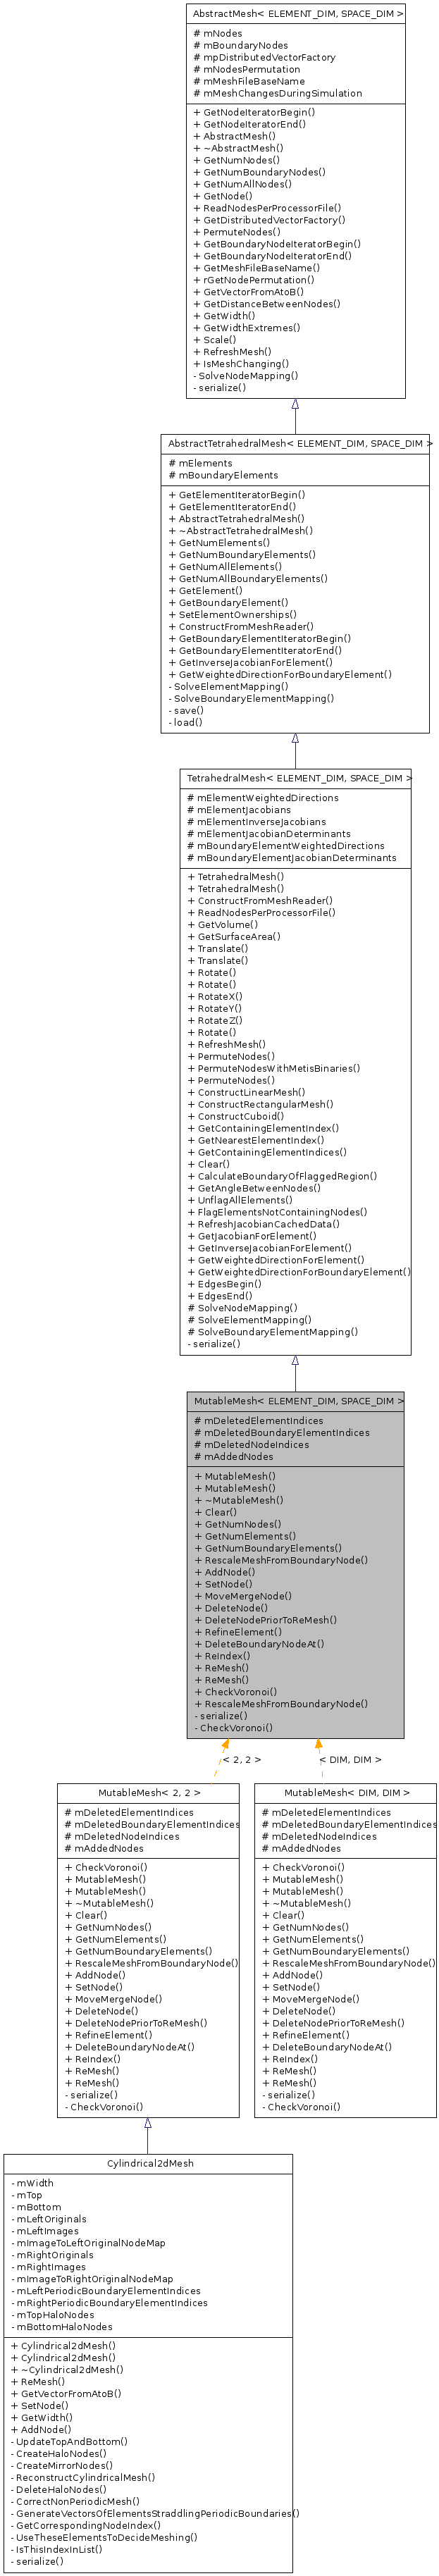 AbstractMesh< ELEMENT_DIM, SPACE_DIM >
# mNodes
# mBoundaryNodes
# mpDistributedVectorFactory
# mNodesPermutation
# mMeshFileBaseName
# mMeshChangesDuringSimulation
+ GetNodeIteratorBegin()
+ GetNodeIteratorEnd()
+ AbstractMesh()
+ ~AbstractMesh()
+ GetNumNodes()
+ GetNumBoundaryNodes()
+ GetNumAllNodes()
+ GetNode()
+ ReadNodesPerProcessorFile()
+ GetDistributedVectorFactory()
+ PermuteNodes()
+ GetBoundaryNodeIteratorBegin()
+ GetBoundaryNodeIteratorEnd()
+ GetMeshFileBaseName()
+ rGetNodePermutation()
+ GetVectorFromAtoB()
+ GetDistanceBetweenNodes()
+ GetWidth()
+ GetWidthExtremes()
+ Scale()
+ RefreshMesh()
+ IsMeshChanging()
- SolveNodeMapping()
- serialize()
AbstractTetrahedralMesh< ELEMENT_DIM, SPACE_DIM >
# mElements
# mBoundaryElements
+ GetElementIteratorBegin()
+ GetElementIteratorEnd()
+ AbstractTetrahedralMesh()
+ ~AbstractTetrahedralMesh()
+ GetNumElements()
+ GetNumBoundaryElements()
+ GetNumAllElements()
+ GetNumAllBoundaryElements()
+ GetElement()
+ GetBoundaryElement()
+ SetElementOwnerships()
+ ConstructFromMeshReader()
+ GetBoundaryElementIteratorBegin()
+ GetBoundaryElementIteratorEnd()
+ GetInverseJacobianForElement()
+ GetWeightedDirectionForBoundaryElement()
- SolveElementMapping()
- SolveBoundaryElementMapping()
- save()
- load()
TetrahedralMesh< ELEMENT_DIM, SPACE_DIM >
# mElementWeightedDirections
# mElementJacobians
# mElementInverseJacobians
# mElementJacobianDeterminants
# mBoundaryElementWeightedDirections
# mBoundaryElementJacobianDeterminants
+ TetrahedralMesh()
+ TetrahedralMesh()
+ ConstructFromMeshReader()
+ ReadNodesPerProcessorFile()
+ GetVolume()
+ GetSurfaceArea()
+ Translate()
+ Translate()
+ Rotate()
+ Rotate()
+ RotateX()
+ RotateY()
+ RotateZ()
+ Rotate()
+ RefreshMesh()
+ PermuteNodes()
+ PermuteNodesWithMetisBinaries()
+ PermuteNodes()
+ ConstructLinearMesh()
+ ConstructRectangularMesh()
+ ConstructCuboid()
+ GetContainingElementIndex()
+ GetNearestElementIndex()
+ GetContainingElementIndices()
+ Clear()
+ CalculateBoundaryOfFlaggedRegion()
+ GetAngleBetweenNodes()
+ UnflagAllElements()
+ FlagElementsNotContainingNodes()
+ RefreshJacobianCachedData()
+ GetJacobianForElement()
+ GetInverseJacobianForElement()
+ GetWeightedDirectionForElement()
+ GetWeightedDirectionForBoundaryElement()
+ EdgesBegin()
+ EdgesEnd()
# SolveNodeMapping()
# SolveElementMapping()
# SolveBoundaryElementMapping()
- serialize()
MutableMesh< ELEMENT_DIM, SPACE_DIM >
# mDeletedElementIndices
# mDeletedBoundaryElementIndices
# mDeletedNodeIndices
# mAddedNodes
+ MutableMesh()
+ MutableMesh()
+ ~MutableMesh()
+ Clear()
+ GetNumNodes()
+ GetNumElements()
+ GetNumBoundaryElements()
+ RescaleMeshFromBoundaryNode()
+ AddNode()
+ SetNode()
+ MoveMergeNode()
+ DeleteNode()
+ DeleteNodePriorToReMesh()
+ RefineElement()
+ DeleteBoundaryNodeAt()
+ ReIndex()
+ ReMesh()
+ ReMesh()
+ CheckVoronoi()
+ RescaleMeshFromBoundaryNode()
- serialize()
- CheckVoronoi()
< 2, 2 >
< DIM, DIM >
MutableMesh< 2, 2 >
# mDeletedElementIndices
# mDeletedBoundaryElementIndices
# mDeletedNodeIndices
# mAddedNodes
+ CheckVoronoi()
+ MutableMesh()
+ MutableMesh()
+ ~MutableMesh()
+ Clear()
+ GetNumNodes()
+ GetNumElements()
+ GetNumBoundaryElements()
+ RescaleMeshFromBoundaryNode()
+ AddNode()
+ SetNode()
+ MoveMergeNode()
+ DeleteNode()
+ DeleteNodePriorToReMesh()
+ RefineElement()
+ DeleteBoundaryNodeAt()
+ ReIndex()
+ ReMesh()
+ ReMesh()
- serialize()
- CheckVoronoi()
MutableMesh< DIM, DIM >
# mDeletedElementIndices
# mDeletedBoundaryElementIndices
# mDeletedNodeIndices
# mAddedNodes
+ CheckVoronoi()
+ MutableMesh()
+ MutableMesh()
+ ~MutableMesh()
+ Clear()
+ GetNumNodes()
+ GetNumElements()
+ GetNumBoundaryElements()
+ RescaleMeshFromBoundaryNode()
+ AddNode()
+ SetNode()
+ MoveMergeNode()
+ DeleteNode()
+ DeleteNodePriorToReMesh()
+ RefineElement()
+ DeleteBoundaryNodeAt()
+ ReIndex()
+ ReMesh()
+ ReMesh()
- serialize()
- CheckVoronoi()
Cylindrical2dMesh
- mWidth
- mTop
- mBottom
- mLeftOriginals
- mLeftImages
- mImageToLeftOriginalNodeMap
- mRightOriginals
- mRightImages
- mImageToRightOriginalNodeMap
- mLeftPeriodicBoundaryElementIndices
- mRightPeriodicBoundaryElementIndices
- mTopHaloNodes
- mBottomHaloNodes
+ Cylindrical2dMesh()
+ Cylindrical2dMesh()
+ ~Cylindrical2dMesh()
+ ReMesh()
+ GetVectorFromAtoB()
+ SetNode()
+ GetWidth()
+ AddNode()
- UpdateTopAndBottom()
- CreateHaloNodes()
- CreateMirrorNodes()
- ReconstructCylindricalMesh()
- DeleteHaloNodes()
- CorrectNonPeriodicMesh()
- GenerateVectorsOfElementsStraddlingPeriodicBoundaries()
- GetCorrespondingNodeIndex()
- UseTheseElementsToDecideMeshing()
- IsThisIndexInList()
- serialize()